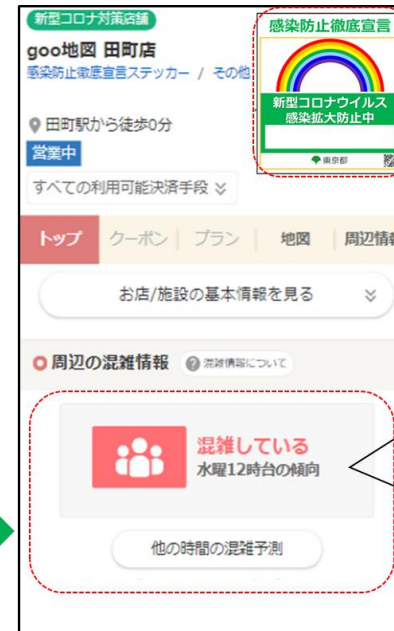 新型コロナ対策店舗
goo地図 田町店
感染防止徹底宣言ステッカー / その他
感染防止徹底宣言
新型コロナウイルス
感染拡大防止中
東京都
田町駅から徒歩0分
営業中
すべての利用可能決済手段
トップ クーポン プラン 地図 周辺情報
お店/施設の基本情報を見る
周辺の混雑情報 混雑情報について
混雑している
水曜12時台の傾向
他の時間の混雑予測